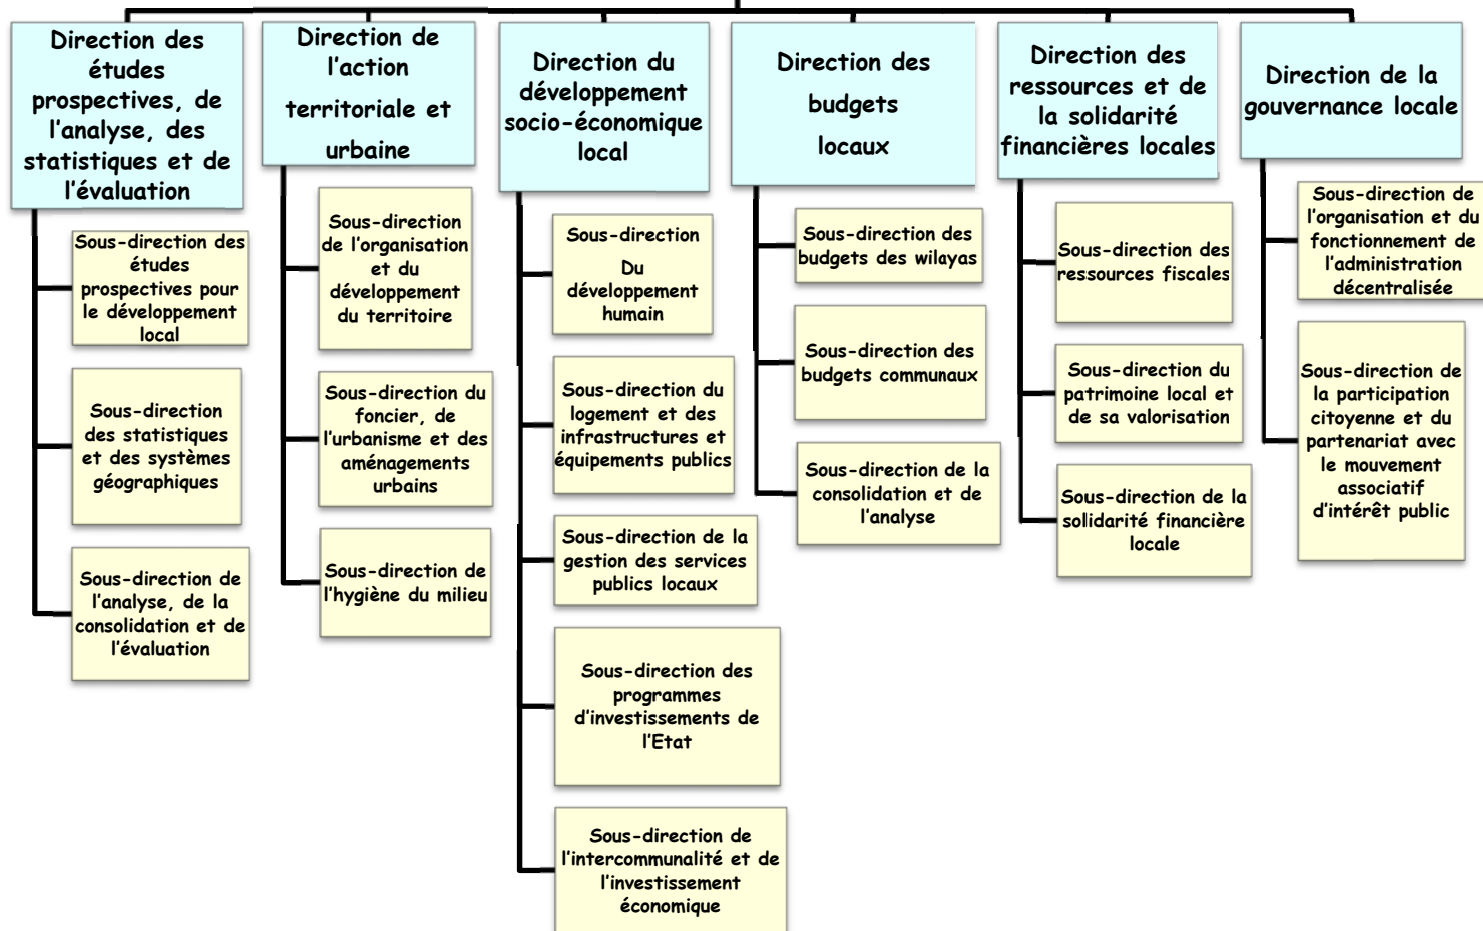 Direction des
études
prospectives, de
l'analyse, des
statistiques et de
l'évaluation
Sous-direction des
études
prospectives pour
le développement
local
Sous-direction
des statistiques
et des systèmes
géographiques
Sous-direction de
l'analyse, de la
consolidation et de
l'évaluation
Direction de
l'action
territoriale et
urbaine
Sous-direction
de l'organisation
et du
développement
du territoire
Sous-direction du
foncier, de
l'urbanisme et des
aménagements
urbains
Sous-direction de
l'hygiène du milieu
Direction du
développement
socio-économique
local
Sous-direction
Du
développement
humain
Sous-direction du
logement et des
infrastructures et
équipements publics
Sous-direction de la
gestion des services
publics locaux
Sous-direction des
programmes
d'investissements de
l'Etat
Sous-direction de
l'intercommunalité et de
l'investissement
économique
Direction des
budgets
locaux
Sous-direction des
budgets des wilayas
Sous-direction des
budgets communaux
Sous-direction de la
consolidation et de
l'analyse
Direction des
ressources et de
la solidarité
financières locales
Sous-direction des
ressources fiscales
Sous-direction du
patrimoine local et
de sa valorisation
Sous-direction de la
solidarité financière
locale
Direction de la
gouvernance locale
Sous-direction de
l'organisation et du
fonctionnement de
l'administration
décentralisée
Sous-direction de
la participation
citoyenne et du
partenariat avec
le mouvement
associatif
d'intérêt public